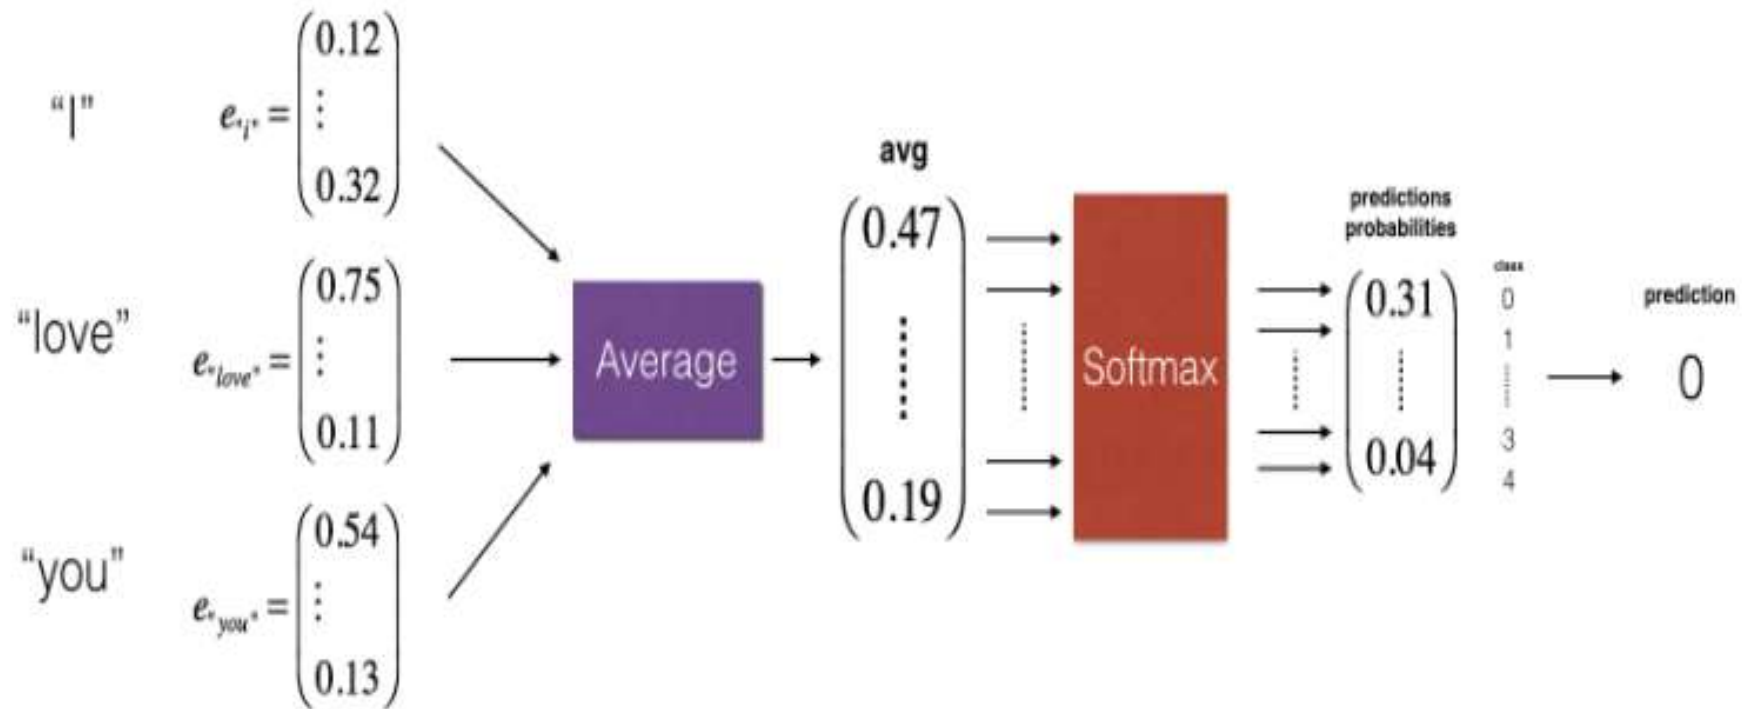 “I”
e"i" =
0.12
⋮
0.32
“love”
e"love" =
0.75
⋮
0.11
“you”
e"you" =
0.54
⋮
0.13
Average
avg
0.47
0.19
Softmax
predictions
probabilities
0.31
0.04
class
0
1
3
4
prediction
0